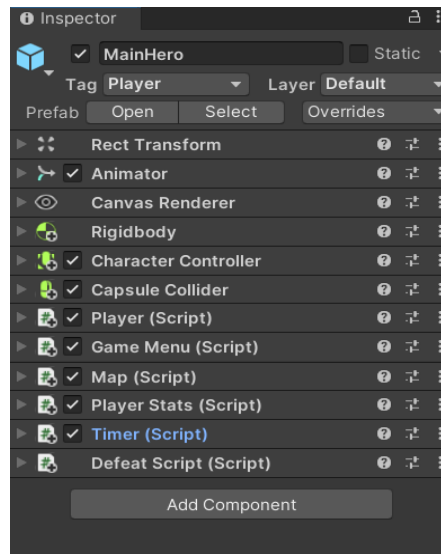 Inspector
MainHero Static
Tag Player Layer Default
Prefab Open Select Overrides
Rect Transform
Animator
Canvas Renderer
Rigidbody
Character Controller
Capsule Collider
# Player (Script)
# Game Menu (Script)
# Map (Script)
# Player Stats (Script)
# Timer (Script)
# Defeat Script (Script)
Add Component